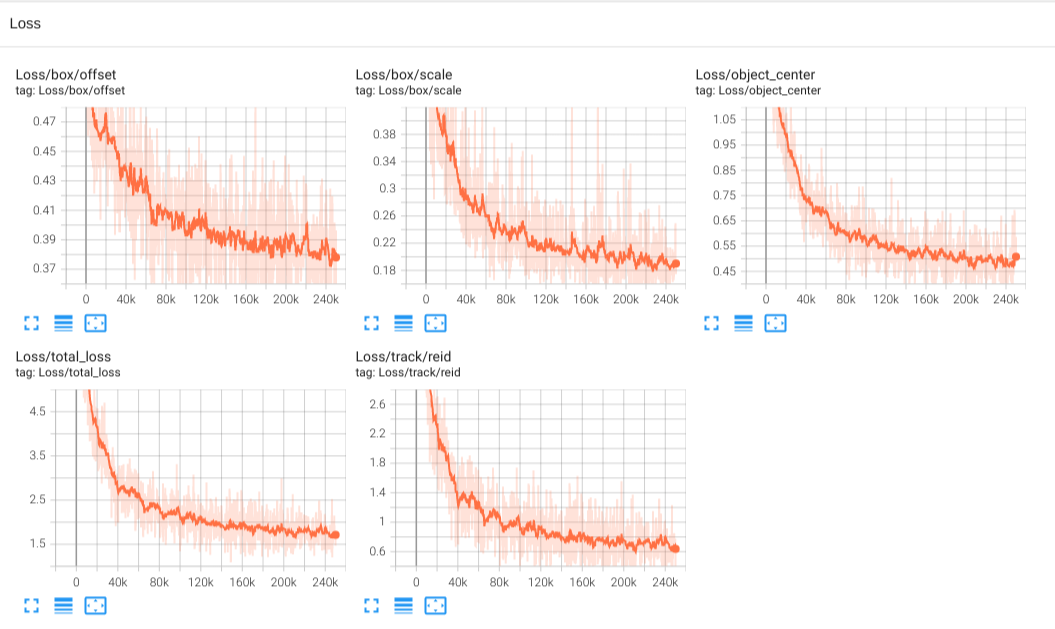 Loss
Loss/box/offset
tag: Loss/box/offset
0.47
0.45
0.43
0.41
0.39
0.37
0 40k 80k 120k 160k 200k 240k
Loss/box/scale
tag: Loss/box/scale
0.38
0.34
0.3
0.26
0.22
0.18
0 40k 80k 120k 160k 200k 240k
Loss/object_center
tag: Loss/object_center
1.05
0.95
0.85
0.75
0.65
0.55
0.45
0 40k 80k 120k 160k 200k 240k
Loss/total_loss
tag: Loss/total_loss
4.5
3.5
2.5
1.5
0 40k 80k 120k 160k 200k 240k
Loss/track/reid
tag: Loss/track/reid
2.6
2.2
1.8
1.4
1
0.6
0 40k 80k 120k 160k 200k 240k